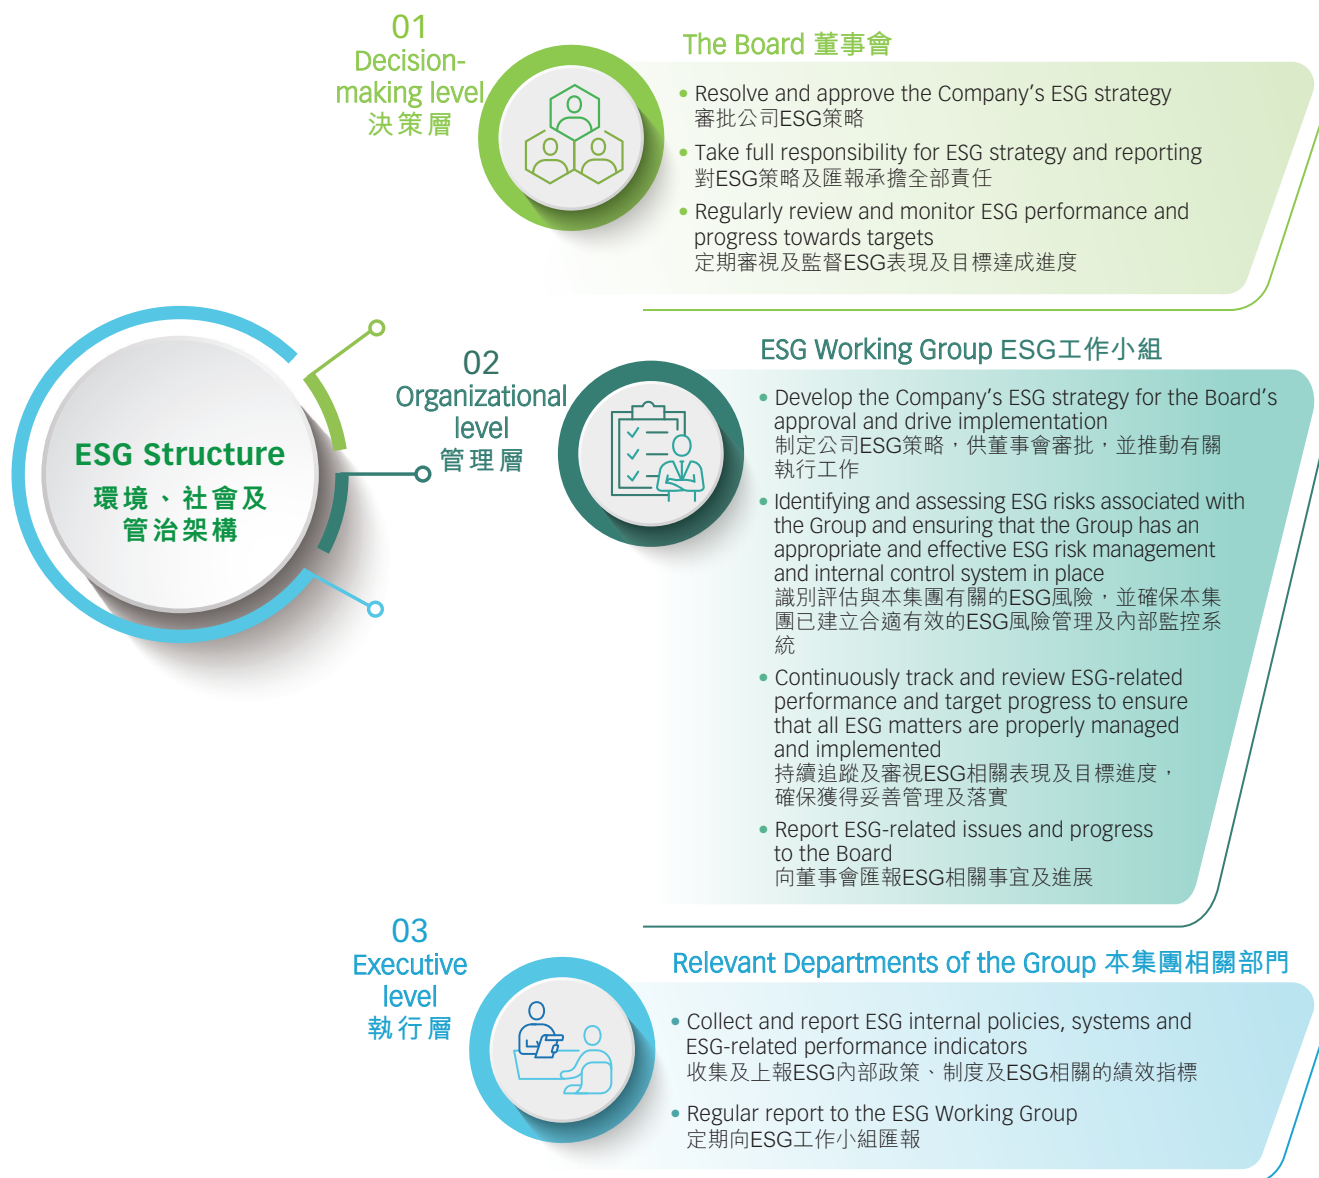 01
Decision-
making level
決策層
The Board 董事會
• Resolve and approve the Company's ESG strategy
審批公司ESG策略
• Take full responsibility for ESG strategy and reporting
對ESG策略及匯報承擔全部責任
• Regularly review and monitor ESG performance and
progress towards targets
定期審視及監督ESG表現及目標達成進度
ESG Structure
環境、社會及
管治架構
02
Organizational
level
管理層
ESG Working Group ESG工作小組
• Develop the Company's ESG strategy for the Board's
approval and drive implementation
制定公司ESG策略，供董事會審批，並推動有關
執行工作
• Identifying and assessing ESG risks associated with
the Group and ensuring that the Group has an
appropriate and effective ESG risk management
and internal control system in place
識別評估與本集團有關的ESG風險，並確保本集
團已建立合適有效的ESG風險管理及內部監控系
統
• Continuously track and review ESG-related
performance and target progress to ensure
that all ESG matters are properly managed
and implemented
持續追蹤及審視ESG相關表現及目標進度，
確保獲得妥善管理及落實
• Report ESG-related issues and progress
to the Board
向董事會匯報ESG相關事宜及進展
03
Executive
level
執行層
Relevant Departments of the Group 本集團相關部門
• Collect and report ESG internal policies, systems and
ESG-related performance indicators
收集及上報ESG內部政策、制度及ESG相關的績效指標
• Regular report to the ESG Working Group
定期向ESG工作小組匯報